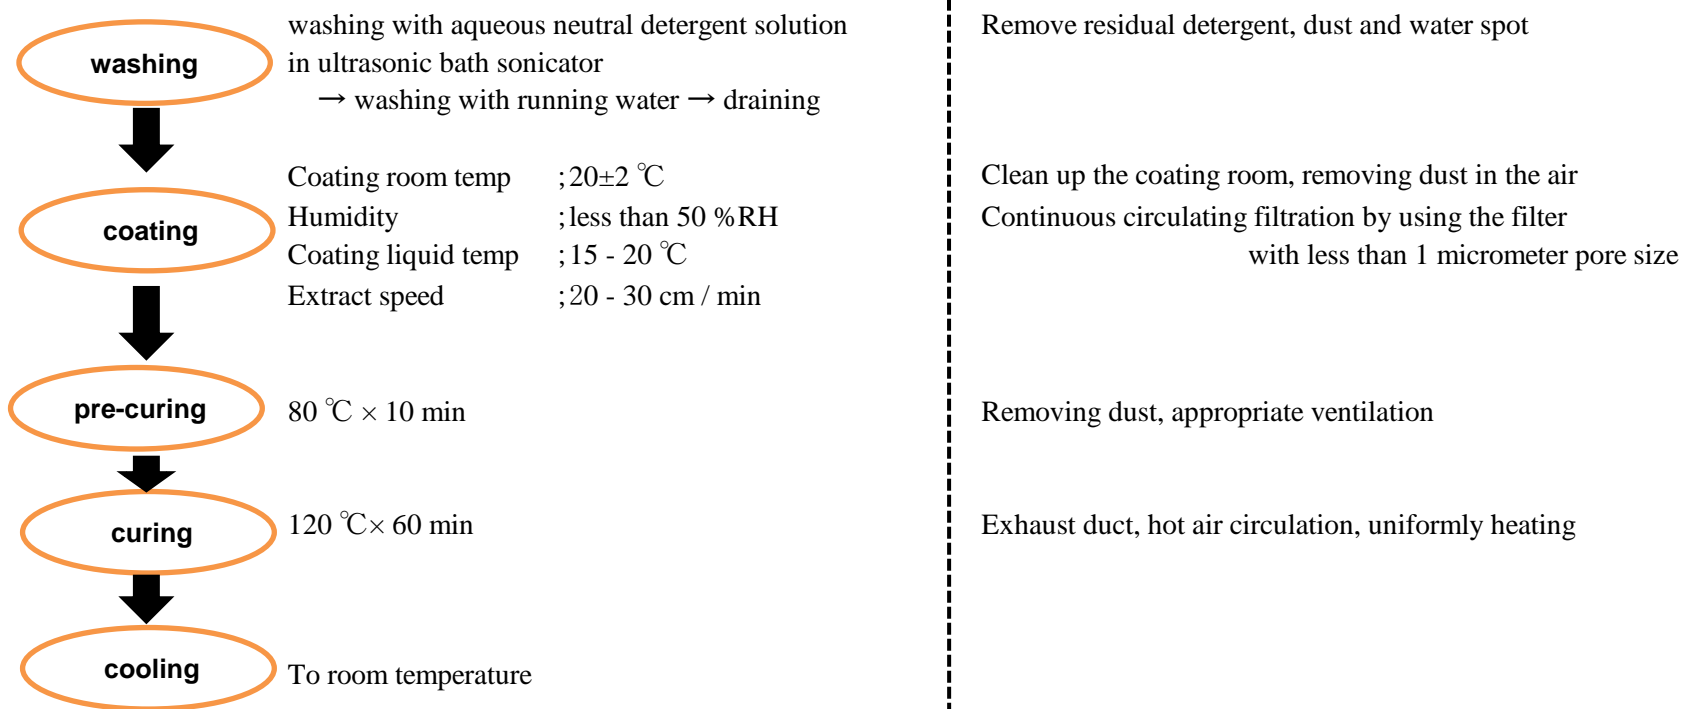 washing with aqueous neutral detergent solution
Remove residual detergent, dust and water spot
washing
in ultrasonic bath sonicator
→ washing with running water → draining
Coating room temp ; 20±2 ℃
Clean up the coating room, removing dust in the air
coating
Humidity ; less than 50 %RH
Continuous circulating filtration by using the filter
Coating liquid temp ; 15 - 20 ℃
with less than 1 micrometer pore size
Extract speed ; 20 - 30 cm / min
pre-curing
80 ℃ × 10 min
Removing dust, appropriate ventilation
curing
120 ℃× 60 min
Exhaust duct, hot air circulation, uniformly heating
cooling
To room temperature